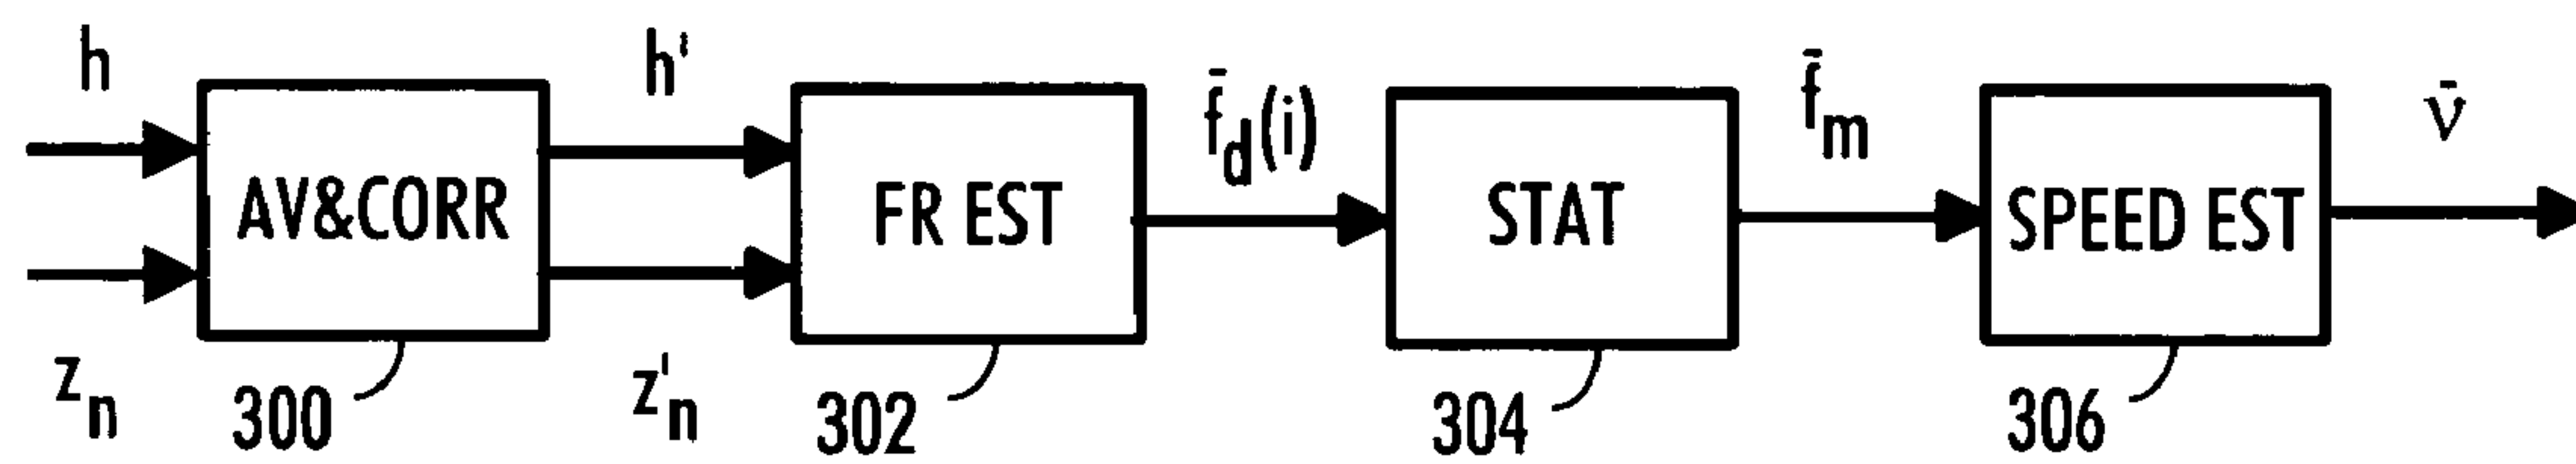 h
h'
f̄d(i)
f̄m
v̄
AV&CORR
FR EST
STAT
SPEED EST
zn
300
z'n
302
304
306